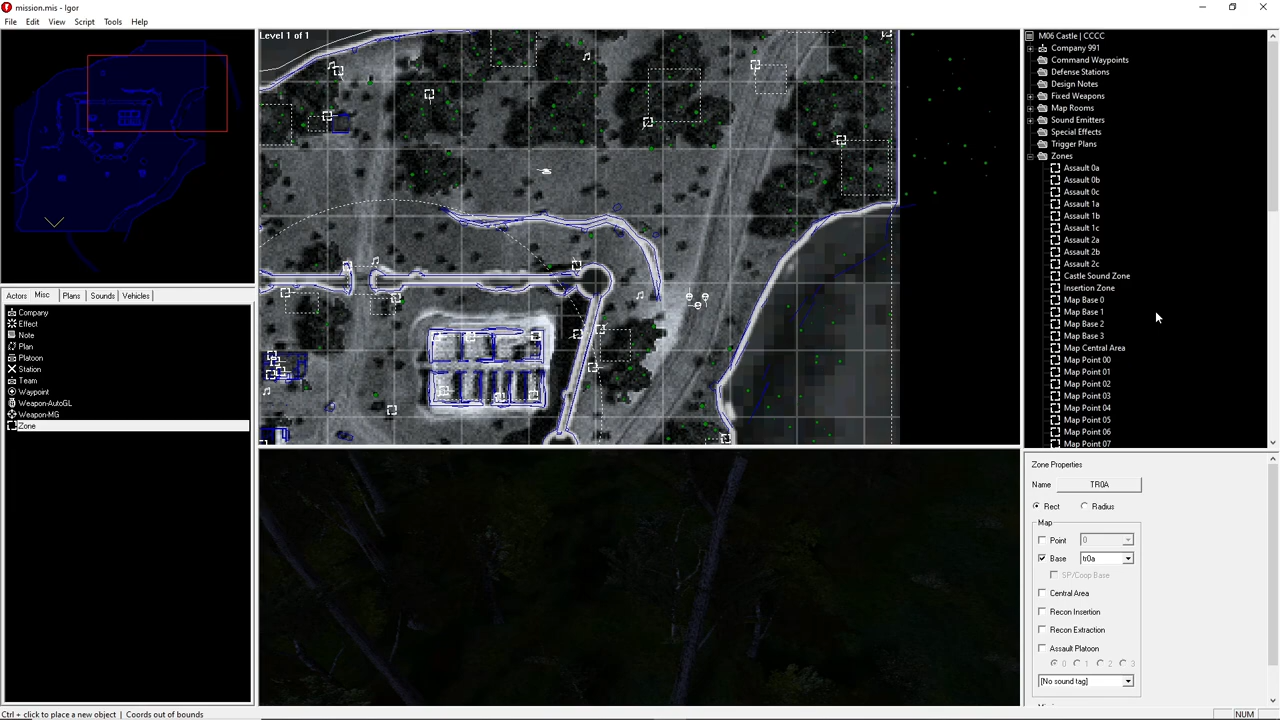 mission.mis - Igor
File Edit View Script Tools Help
Level 1 of 1
Actors Misc Plans Sounds Vehicles
Company
Effect
Note
Plan
Platoon
Station
Team
Waypoint
Weapon-AutoGL
Weapon-MG
Zone
M06 Castle | CCCC
Company 991
Command Waypoints
Defense Stations
Design Notes
Fixed Weapons
Map Rooms
Sound Emitters
Special Effects
Trigger Plans
Zones
Assault 0a
Assault 0b
Assault 0c
Assault 1a
Assault 1b
Assault 1c
Assault 2a
Assault 2b
Assault 2c
Castle Sound Zone
Insertion Zone
Map Base 0
Map Base 1
Map Base 2
Map Base 3
Map Central Area
Map Point 00
Map Point 01
Map Point 02
Map Point 03
Map Point 04
Map Point 05
Map Point 06
Map Point 07
Zone Properties
Name TR0A
Rect Radius
Map
Point 0
Base tr0a
SP/Coop Base
Central Area
Recon Insertion
Recon Extraction
Assault Platoon
0 1 2 3
[No sound tag]
Ctrl + click to place a new object | Coords out of bounds
NUM